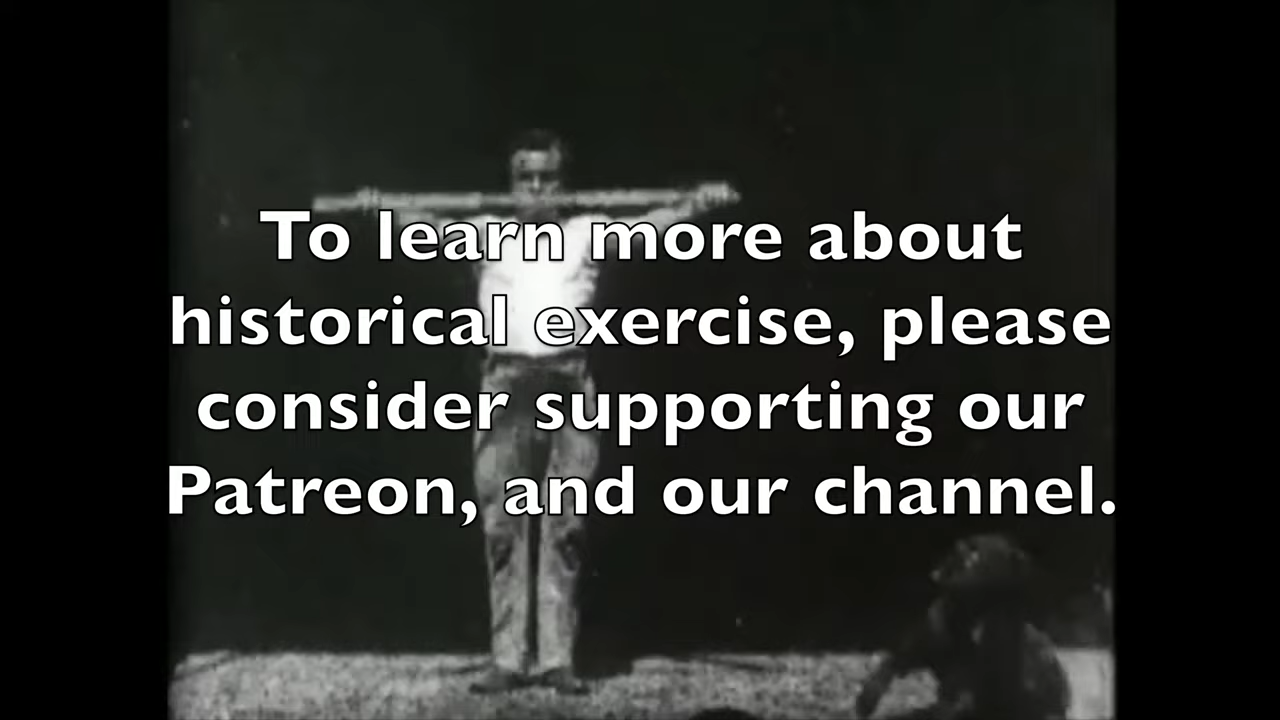 To learn more about
historical exercise, please
consider supporting our
Patreon, and our channel.